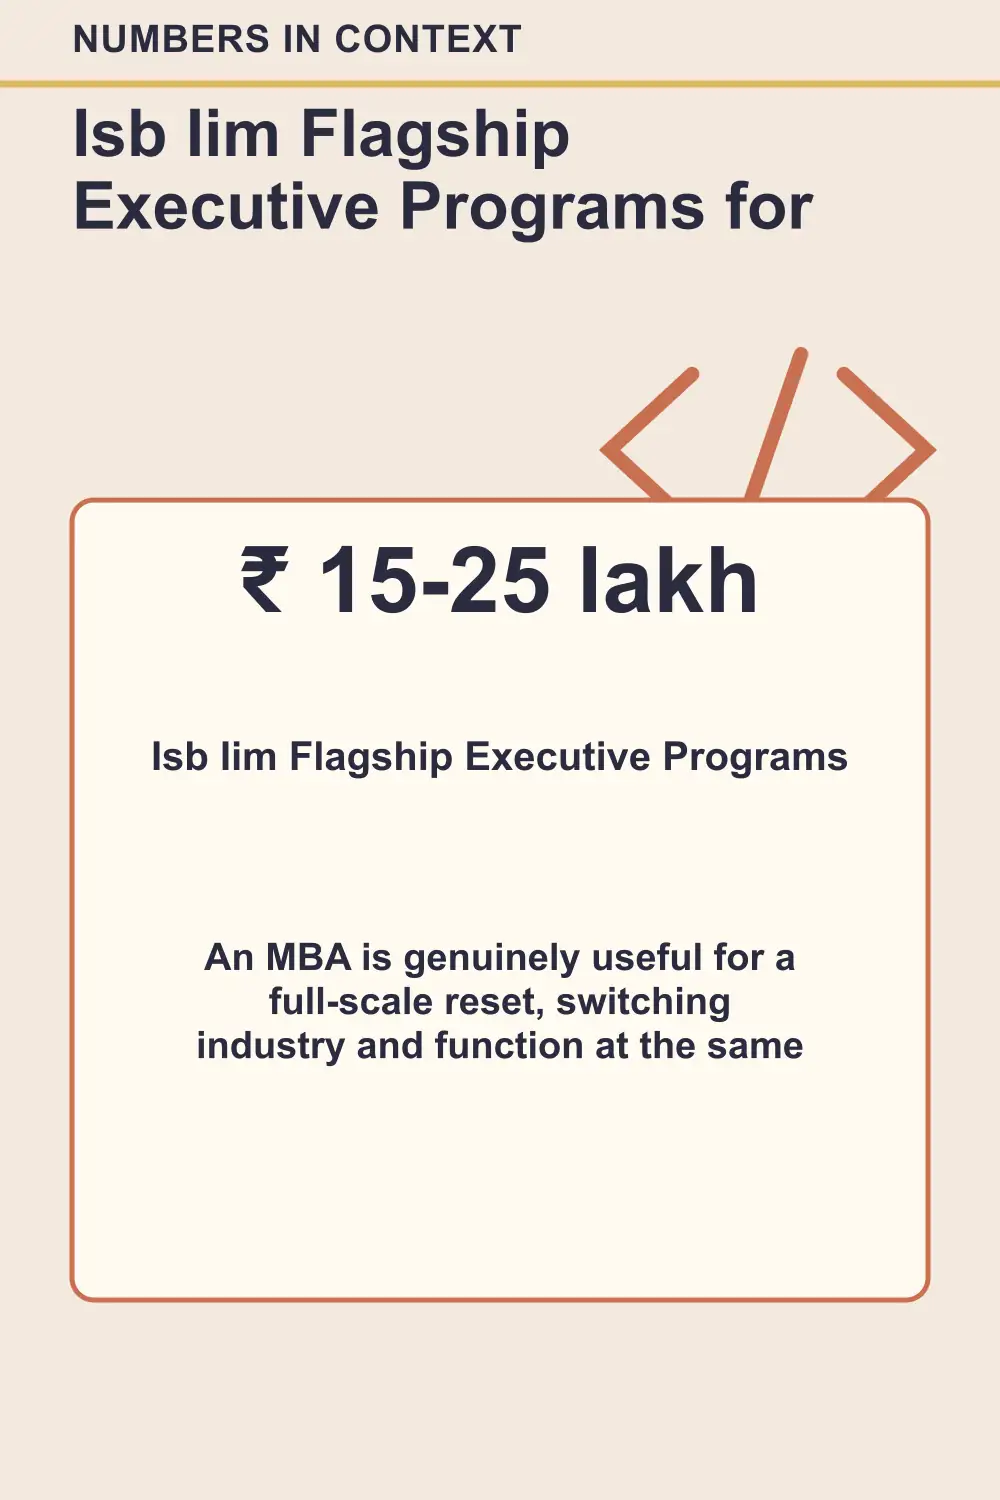 NUMBERS IN CONTEXT
Isb Iim Flagship
Executive Programs for
₹ 15-25 lakh
Isb Iim Flagship Executive Programs
An MBA is genuinely useful for a
full-scale reset, switching
industry and function at the same